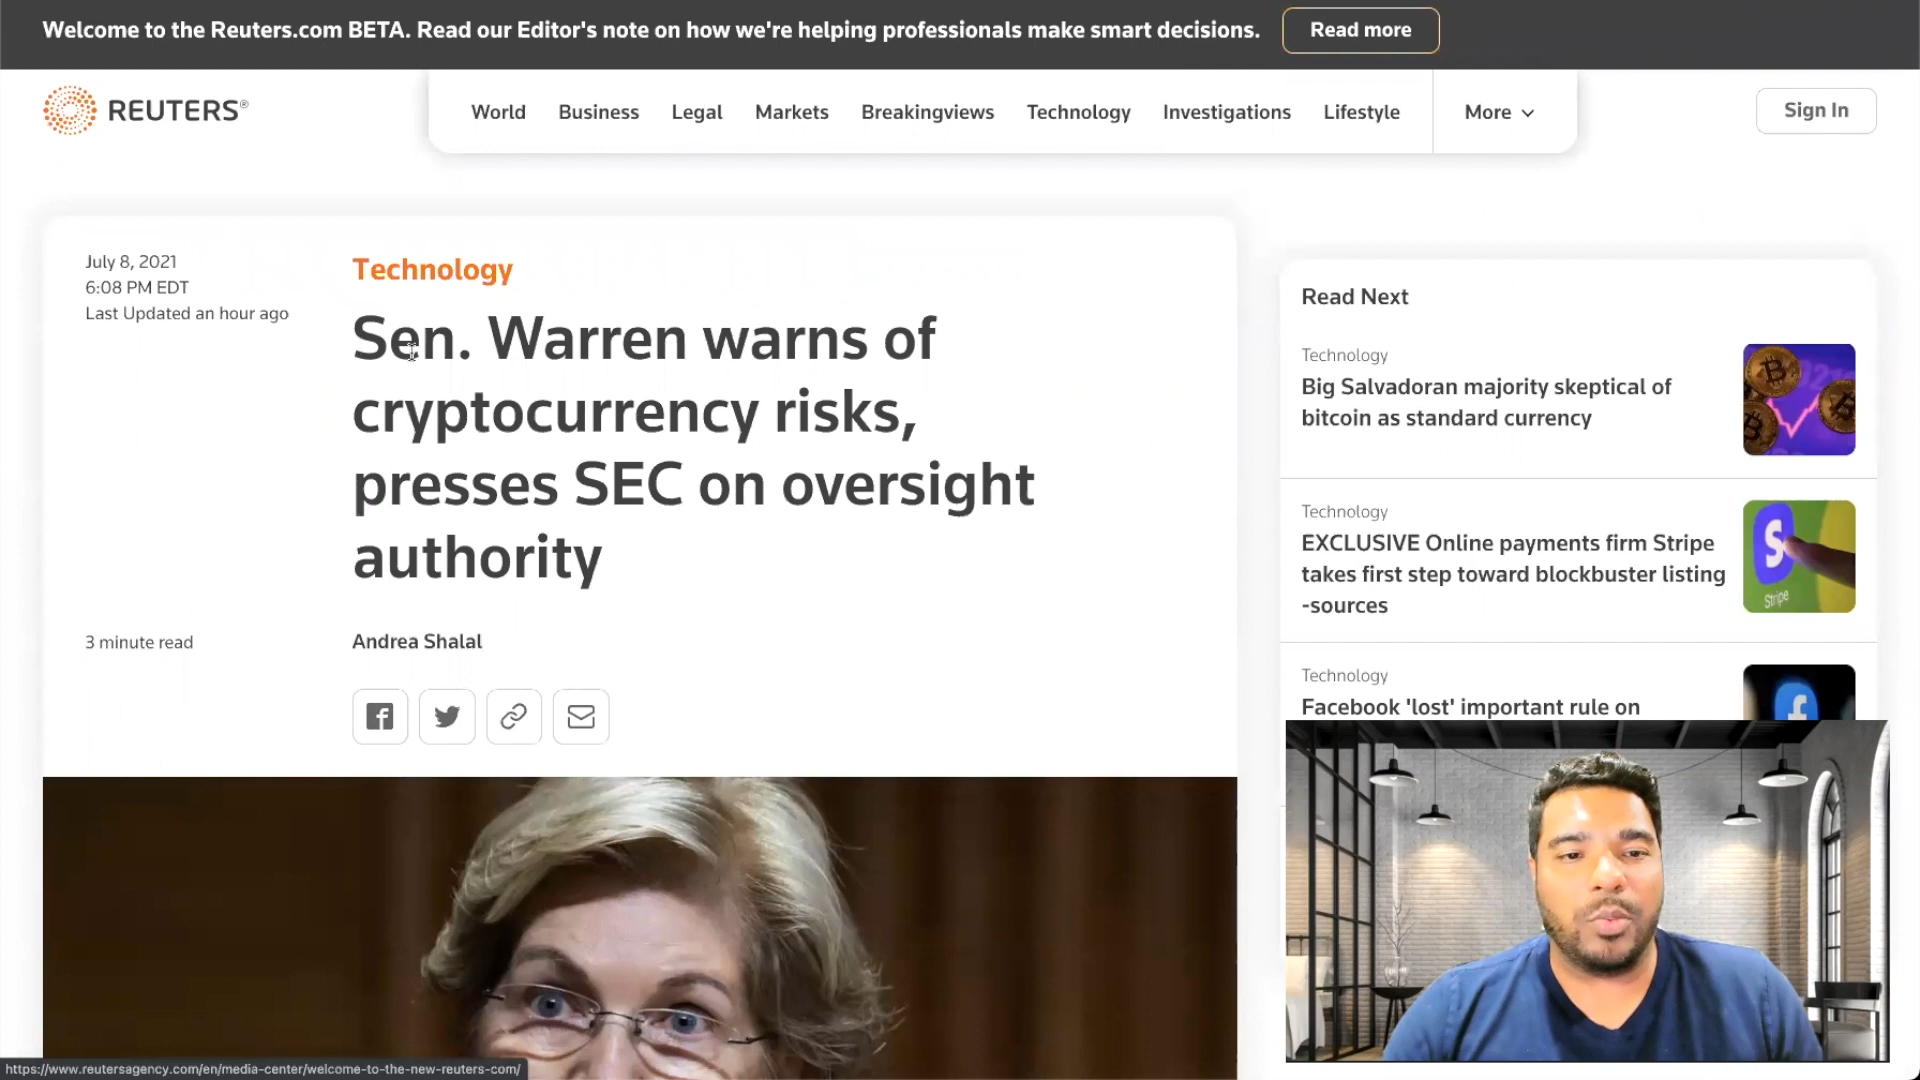 Welcome to the Reuters.com BETA. Read our Editor's note on how we're helping professionals make smart decisions.
Read more
REUTERS®
World
Business
Legal
Markets
Breakingviews
Technology
Investigations
Lifestyle
More
Sign In
July 8, 2021
6:08 PM EDT
Last Updated an hour ago
Technology
Sen. Warren warns of
cryptocurrency risks,
presses SEC on oversight
authority
3 minute read
Andrea Shalal
Read Next
Technology
Big Salvadoran majority skeptical of
bitcoin as standard currency
Technology
EXCLUSIVE Online payments firm Stripe
takes first step toward blockbuster listing
-sources
S
Stripe
Technology
Facebook 'lost' important rule on
https://www.reutersagency.com/en/media-center/welcome-to-the-new-reuters-com/